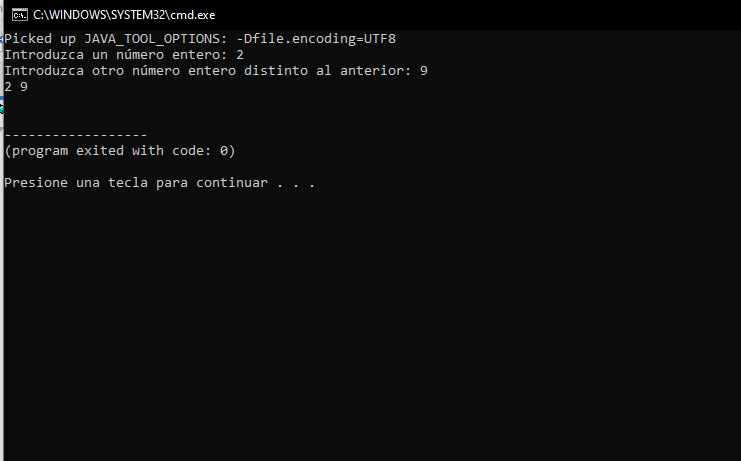 C:\WINDOWS\SYSTEM32\cmd.exe
Picked up JAVA_TOOL_OPTIONS: -Dfile.encoding=UTF8
Introduzca un número entero: 2
Introduzca otro número entero distinto al anterior: 9
2 9
------------------
(program exited with code: 0)
Presione una tecla para continuar . . .